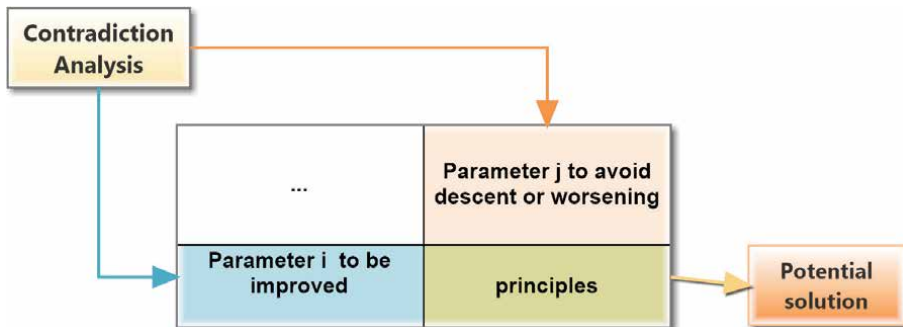 Contradiction
Analysis
...
Parameter j to avoid
descent or worsening
Parameter i to be
improved
principles
Potential
solution